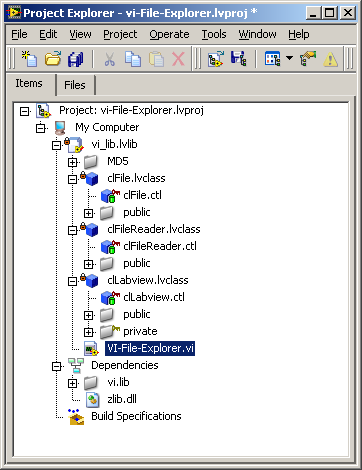 Project Explorer - vi-File-Explorer.lvproj *
File Edit View Project Operate Tools Window Help
Items Files
Project: vi-File-Explorer.lvproj
My Computer
vi_lib.lvlib
MD5
clFile.lvclass
clFile.ctl
public
clFileReader.lvclass
clFileReader.ctl
public
clLabview.lvclass
clLabview.ctl
public
private
VI-File-Explorer.vi
Dependencies
vi.lib
zlib.dll
Build Specifications